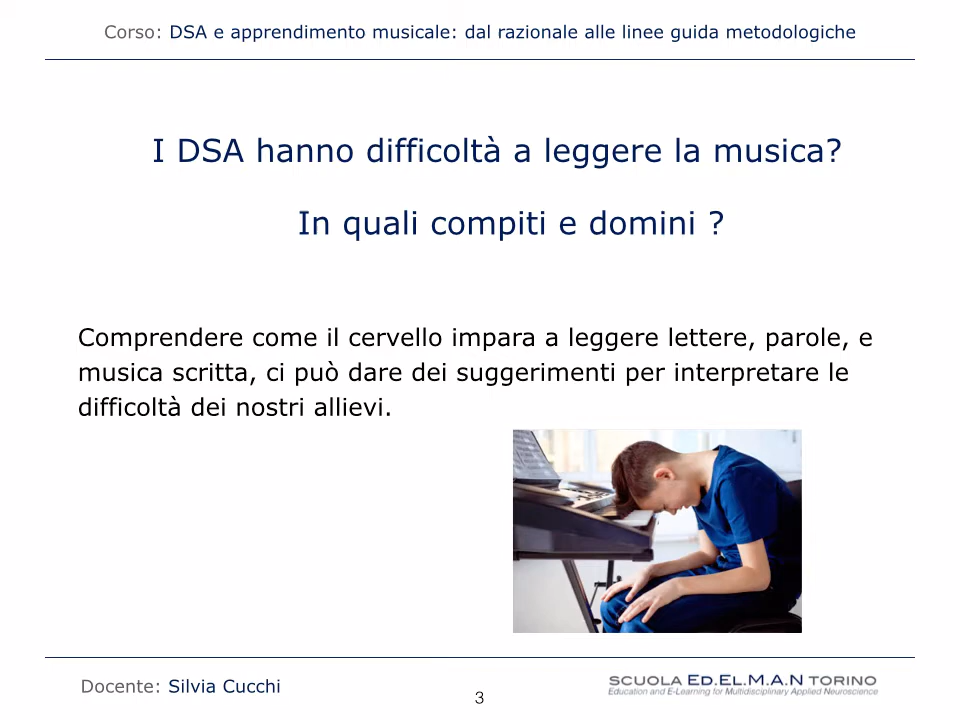 Corso: DSA e apprendimento musicale: dal razionale alle linee guida metodologiche
I DSA hanno difficoltà a leggere la musica?
In quali compiti e domini ?
Comprendere come il cervello impara a leggere lettere, parole, e
musica scritta, ci può dare dei suggerimenti per interpretare le
difficoltà dei nostri allievi.
Docente: Silvia Cucchi
3
SCUOLA ED.EL.M.A.N TORINO
Education and E-Learning for Multidisciplinary Applied Neuroscience